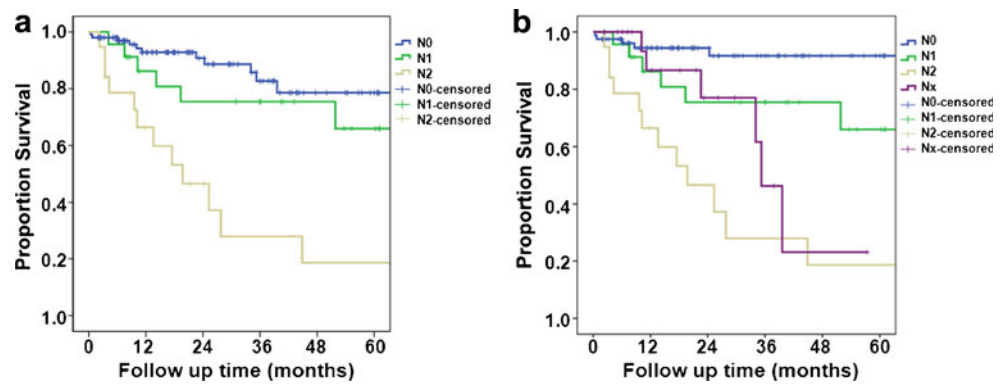 a
1.0
0.8
0.6
0.4
0.2
1.0
Proportion Survival
0 12 24 36 48 60
Follow up time (months)
N0
N1
N2
N0-censored
N1-censored
N2-censored
b
1.0
0.8
0.6
0.4
0.2
1.0
Proportion Survival
0 12 24 36 48 60
Follow up time (months)
N0
N1
N2
Nx
N0-censored
N1-censored
N2-censored
Nx-censored